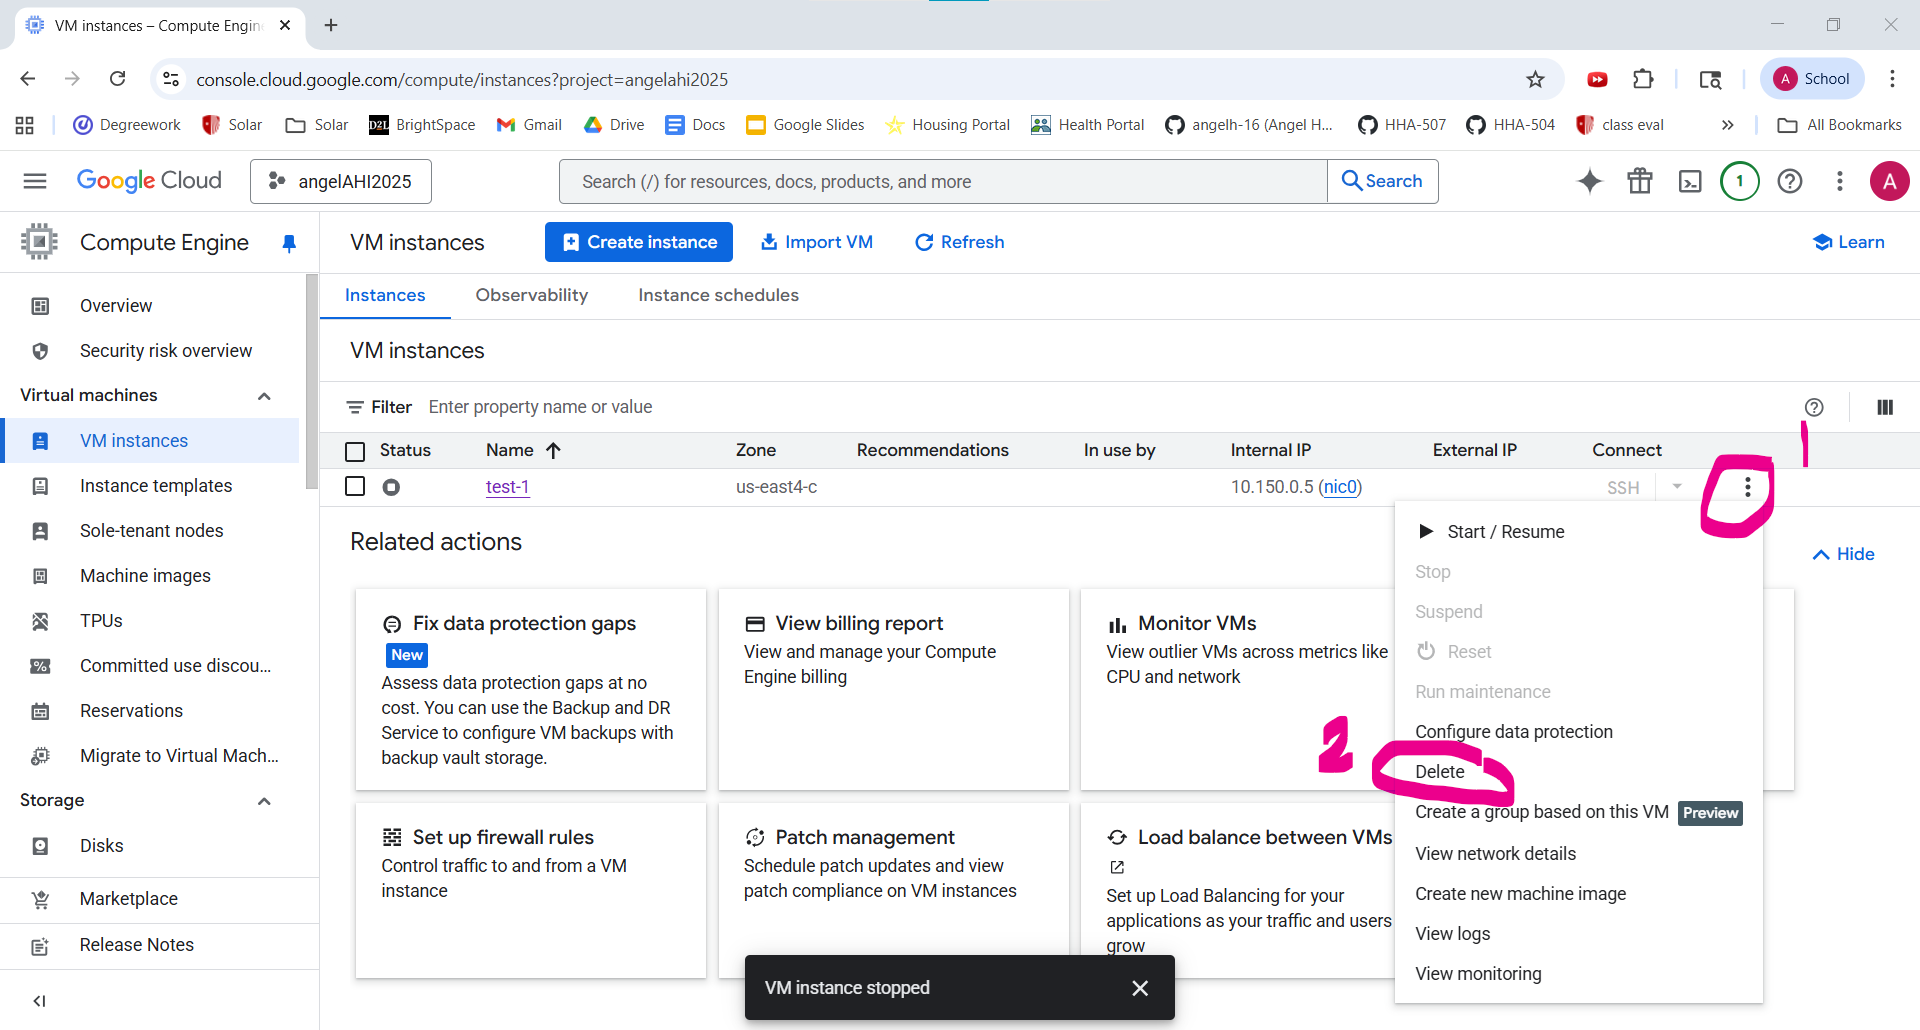 VM instances – Compute Engin
console.cloud.google.com/compute/instances?project=angelahi2025
A School
Degreework Solar Solar D2L BrightSpace Gmail Drive Docs Google Slides Housing Portal Health Portal angelh-16 (Angel H... HHA-507 HHA-504 class eval » All Bookmarks
Google Cloud angelAHI2025 Search (/) for resources, docs, products, and more Search 1 A
Compute Engine VM instances Create instance Import VM Refresh Learn
Instances Observability Instance schedules
Overview
Security risk overview
Virtual machines
VM instances
Instance templates
Sole-tenant nodes
Machine images
TPUs
Committed use discou...
Reservations
Migrate to Virtual Mach...
Storage
Disks
Marketplace
Release Notes
VM instances
Filter Enter property name or value
Status Name Zone Recommendations In use by Internal IP External IP Connect
test-1 us-east4-c 10.150.0.5 (nic0) SSH
1
Related actions
Hide
Fix data protection gaps
New
Assess data protection gaps at no
cost. You can use the Backup and DR
Service to configure VM backups with
backup vault storage.
View billing report
View and manage your Compute
Engine billing
Monitor VMs
View outlier VMs across metrics like
CPU and network
Set up firewall rules
Control traffic to and from a VM
instance
Patch management
Schedule patch updates and view
patch compliance on VM instances
Load balance between VMs
Set up Load Balancing for your
applications as your traffic and users
grow
Start / Resume
Stop
Suspend
Reset
Run maintenance
Configure data protection
2
Delete
Create a group based on this VM Preview
View network details
Create new machine image
View logs
View monitoring
VM instance stopped